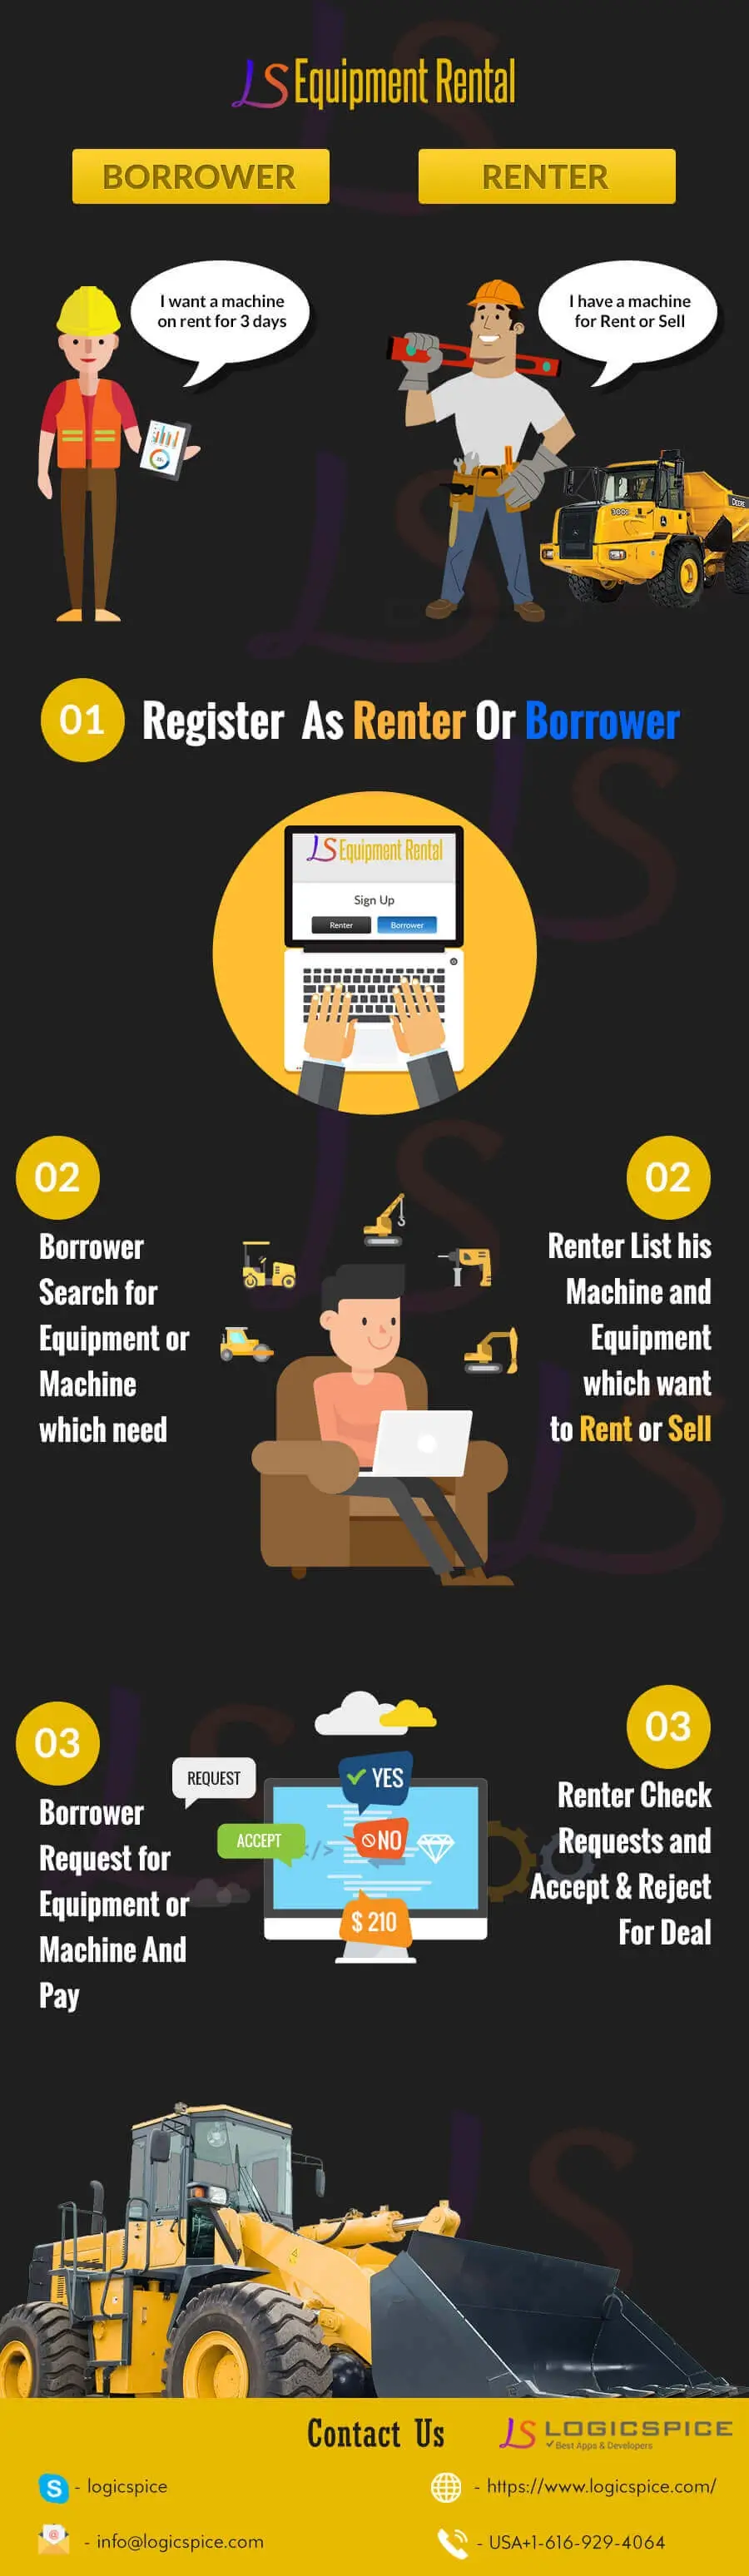 LS Equipment Rental
BORROWER
RENTER
I want a machine
on rent for 3 days
I have a machine
for Rent or Sell
300D
DEERE
01
Register As Renter Or Borrower
LS Equipment Rental
Sign Up
Renter
Borrower
02
Borrower
Search for
Equipment or
Machine
which need
02
Renter List his
Machine and
Equipment
which want
to Rent or Sell
03
Borrower
Request for
Equipment or
Machine And
Pay
REQUEST
YES
ACCEPT
</>
NO
$ 210
03
Renter Check
Requests and
Accept & Reject
For Deal
Contact Us
LS LOGICSPICE
Best Apps & Developers
- logicspice
- https://www.logicspice.com/
- info@logicspice.com
- USA+1-616-929-4064